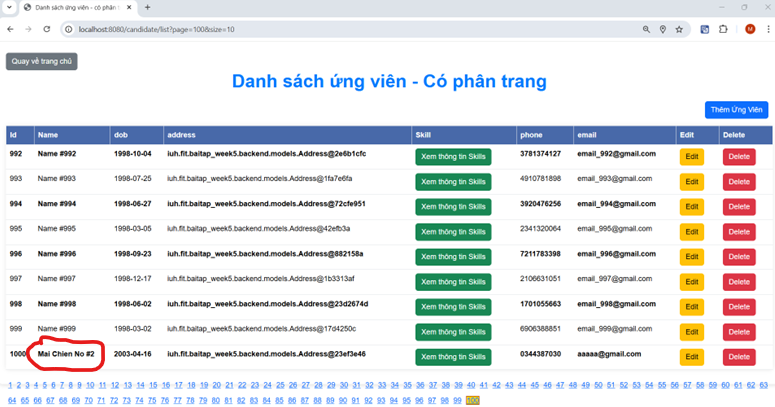 Danh sách ứng viên - có phân tr
localhost:8080/candidate/list?page=100&size=10
M
Quay về trang chủ
Danh sách ứng viên - Có phân trang
Thêm Ứng Viên
Id Name dob address Skill phone email Edit Delete
992 Name #992 1998-10-04 iuh.fit.baitap_week5.backend.models.Address@2e6b1cfc Xem thông tin Skills 3781374127 email_992@gmail.com Edit Delete
993 Name #993 1998-07-25 iuh.fit.baitap_week5.backend.models.Address@1fa7e6fa Xem thông tin Skills 4910781898 email_993@gmail.com Edit Delete
994 Name #994 1998-06-27 iuh.fit.baitap_week5.backend.models.Address@72cfe951 Xem thông tin Skills 3920476256 email_994@gmail.com Edit Delete
995 Name #995 1998-03-05 iuh.fit.baitap_week5.backend.models.Address@42efb3a Xem thông tin Skills 2341320064 email_995@gmail.com Edit Delete
996 Name #996 1998-09-23 iuh.fit.baitap_week5.backend.models.Address@882158a Xem thông tin Skills 7211783398 email_996@gmail.com Edit Delete
997 Name #997 1998-12-17 iuh.fit.baitap_week5.backend.models.Address@1b3313af Xem thông tin Skills 2106631051 email_997@gmail.com Edit Delete
998 Name #998 1998-06-02 iuh.fit.baitap_week5.backend.models.Address@23d2674d Xem thông tin Skills 1701055663 email_998@gmail.com Edit Delete
999 Name #999 1998-03-02 iuh.fit.baitap_week5.backend.models.Address@17d4250c Xem thông tin Skills 6906388851 email_999@gmail.com Edit Delete
1000 Mai Chien No #2 2003-04-16 iuh.fit.baitap_week5.backend.models.Address@23ef3e46 Xem thông tin Skills 0344387030 aaaaa@gmail.com Edit Delete
1 2 3 4 5 6 7 8 9 10 11 12 13 14 15 16 17 18 19 20 21 22 23 24 25 26 27 28 29 30 31 32 33 34 35 36 37 38 39 40 41 42 43 44 45 46 47 48 49 50 51 52 53 54 55 56 57 58 59 60 61 62 63
64 65 66 67 68 69 70 71 72 73 74 75 76 77 78 79 80 81 82 83 84 85 86 87 88 89 90 91 92 93 94 95 96 97 98 99 100